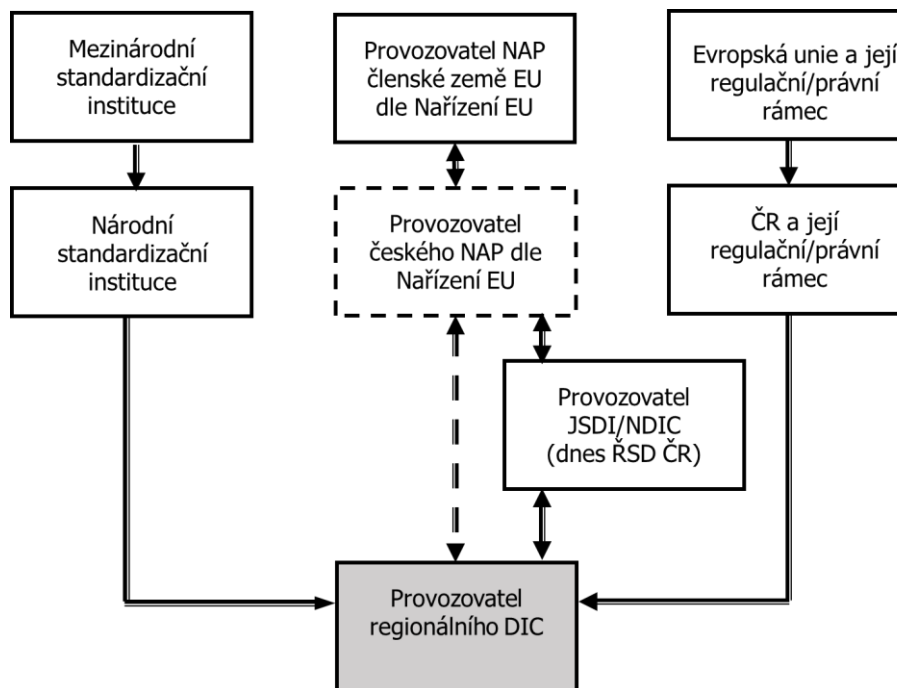 Mezinárodní
standardizační
instituce
Provozovatel NAP
členské země EU
dle Nařízení EU
Evropská unie a její
regulační/právní
rámec
Národní
standardizační
instituce
Provozovatel
českého NAP dle
Nařízení EU
ČR a její
regulační/právní
rámec
Provozovatel
JSDI/NDIC
(dnes ŘSD ČR)
Provozovatel
regionálního DIC